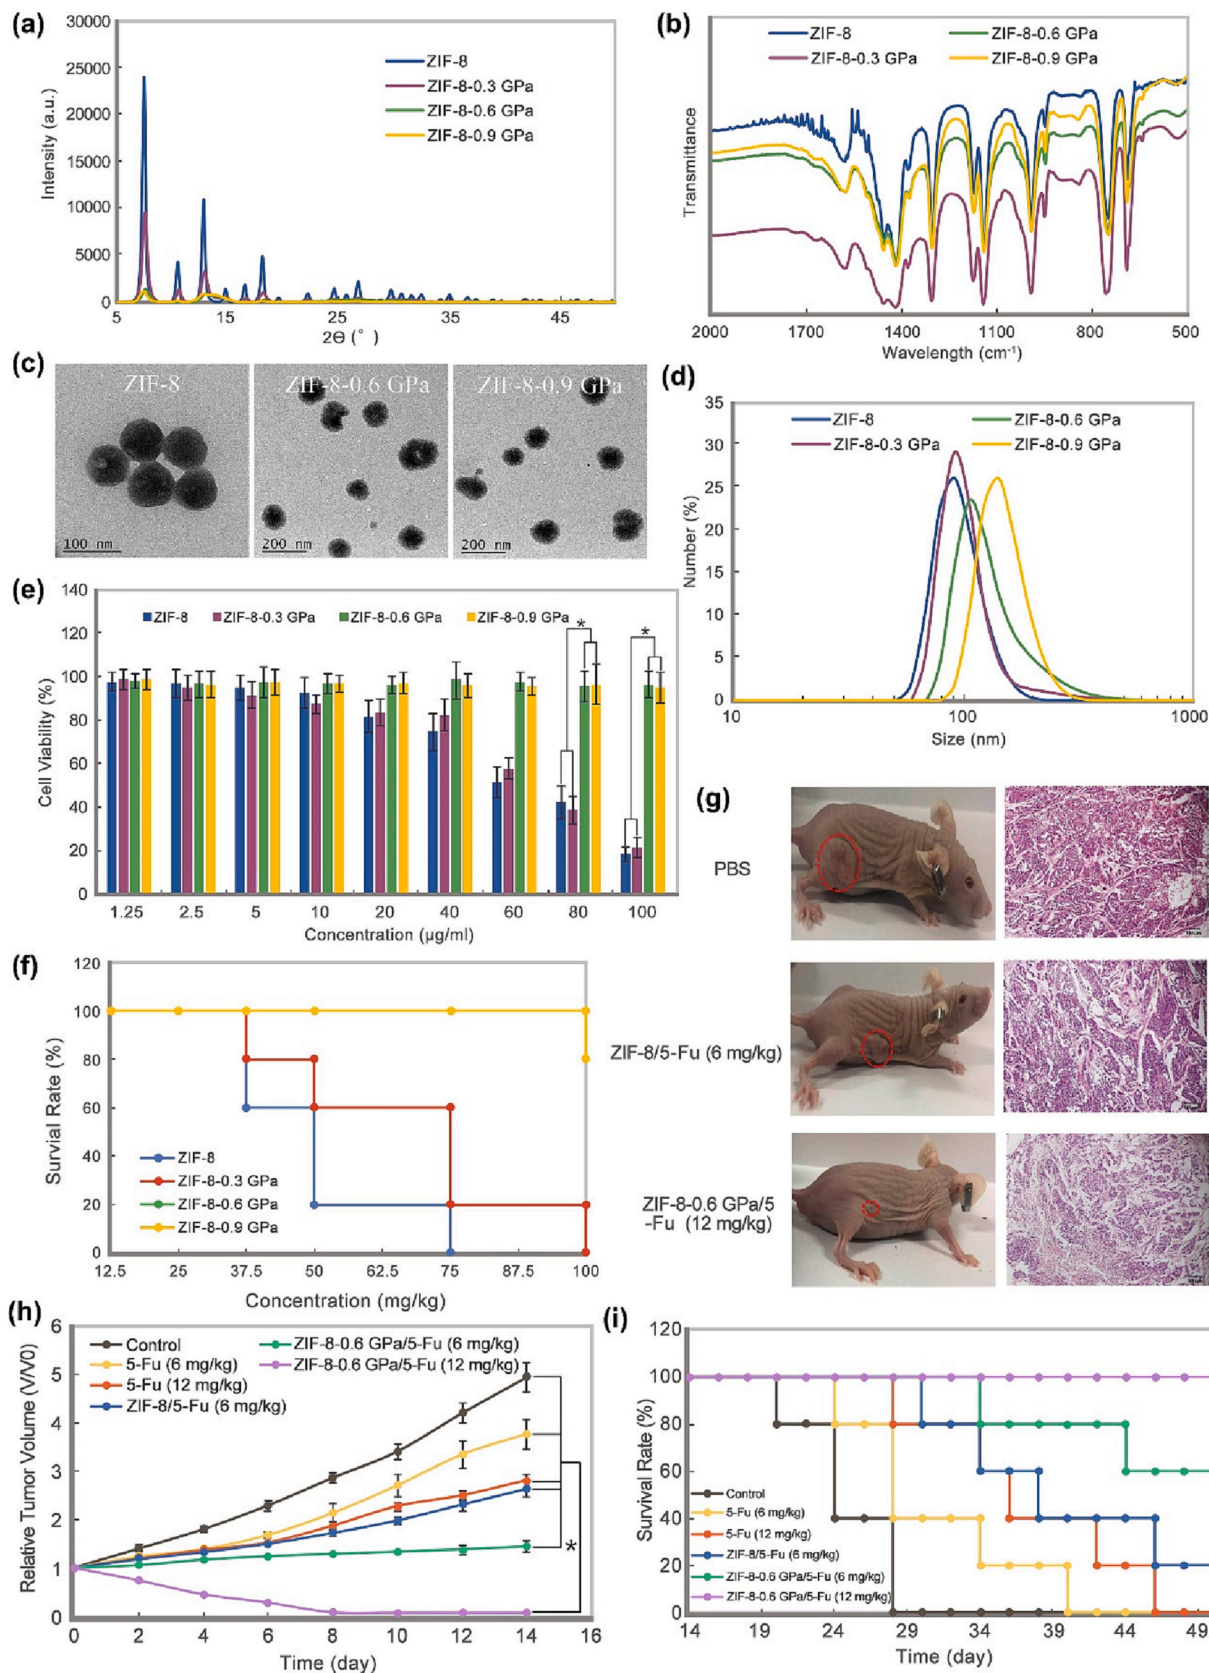 (a)
30000
25000
20000
15000
10000
5000
0
Intensity (a.u.)
ZIF-8
ZIF-8-0.3 GPa
ZIF-8-0.6 GPa
ZIF-8-0.9 GPa
5 15 25 35 45
2Θ (°)
(b)
ZIF-8 ZIF-8-0.6 GPa
ZIF-8-0.3 GPa ZIF-8-0.9 GPa
Transmittance
2000 1700 1400 1100 800 500
Wavelength (cm⁻¹)
(c)
ZIF-8 ZIF-8-0.6 GPa ZIF-8-0.9 GPa
100 nm 200 nm 200 nm
(d)
35
30
25
20
15
10
5
0
Number (%)
ZIF-8 ZIF-8-0.6 GPa
ZIF-8-0.3 GPa ZIF-8-0.9 GPa
10 100 1000
Size (nm)
(e)
140
120
100
80
60
40
20
0
Cell Viability (%)
ZIF-8 ZIF-8-0.3 GPa ZIF-8-0.6 GPa ZIF-8-0.9 GPa
* *
1.25 2.5 5 10 20 40 60 80 100
Concentration (μg/ml)
(f)
120
100
80
60
40
20
0
Survial Rate (%)
ZIF-8
ZIF-8-0.3 GPa
ZIF-8-0.6 GPa
ZIF-8-0.9 GPa
12.5 25 37.5 50 62.5 75 87.5 100
Concentration (mg/kg)
(g)
PBS
ZIF-8/5-Fu (6 mg/kg)
ZIF-8-0.6 GPa/5
-Fu (12 mg/kg)
(h)
6
5
4
3
2
1
0
Relative Tumor Volume (V/V0)
Control
5-Fu (6 mg/kg)
5-Fu (12 mg/kg)
ZIF-8/5-Fu (6 mg/kg)
ZIF-8-0.6 GPa/5-Fu (6 mg/kg)
ZIF-8-0.6 GPa/5-Fu (12 mg/kg)
*
0 2 4 6 8 10 12 14 16
Time (day)
(i)
120
100
80
60
40
20
0
Survival Rate (%)
Control
5-Fu (6 mg/kg)
5-Fu (12 mg/kg)
ZIF-8/5-Fu (6 mg/kg)
ZIF-8-0.6 GPa/5-Fu (6 mg/kg)
ZIF-8-0.6 GPa/5-Fu (12 mg/kg)
14 19 24 29 34 39 44 49
Time (day)